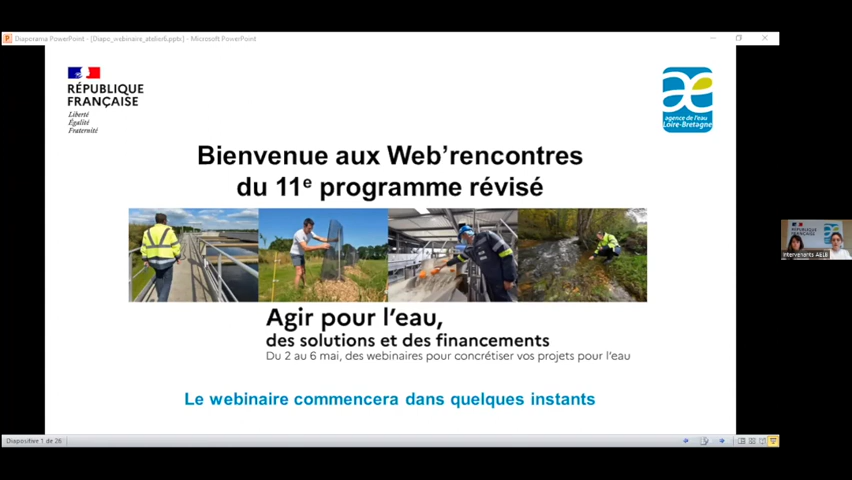 Diaporama PowerPoint - [Diapo_webinaire_atelier6.pptx] - Microsoft PowerPoint
RÉPUBLIQUE
FRANÇAISE
Liberté
Égalité
Fraternité
agence de l'eau
Loire-Bretagne
Bienvenue aux Web'rencontres
du 11e programme révisé
Agir pour l'eau,
des solutions et des financements
Du 2 au 6 mai, des webinaires pour concrétiser vos projets pour l'eau
Le webinaire commencera dans quelques instants
RÉPUBLIQUE
FRANÇAISE
Intervenants AELB
Diapositive 1 de 26